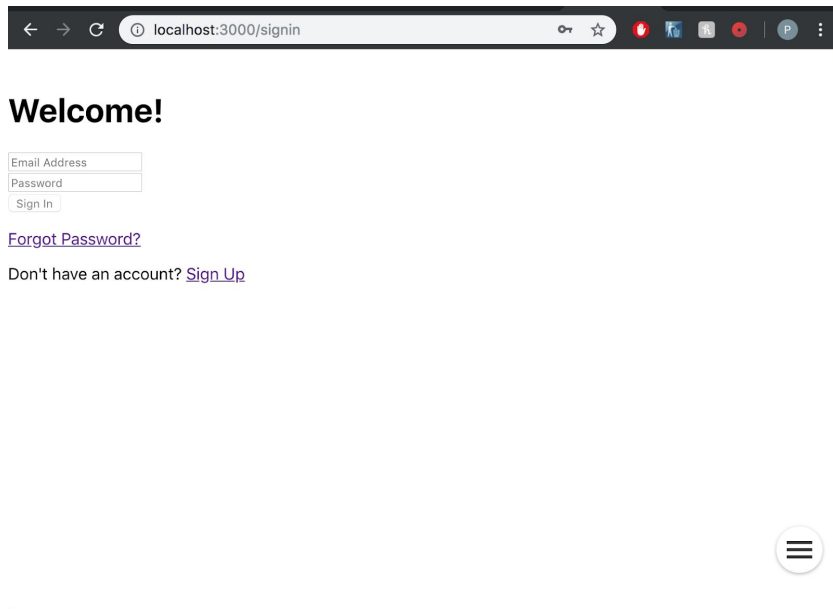 localhost:3000/signin
P
Welcome!
Email Address
Password
Sign In
Forgot Password?
Don't have an account? Sign Up